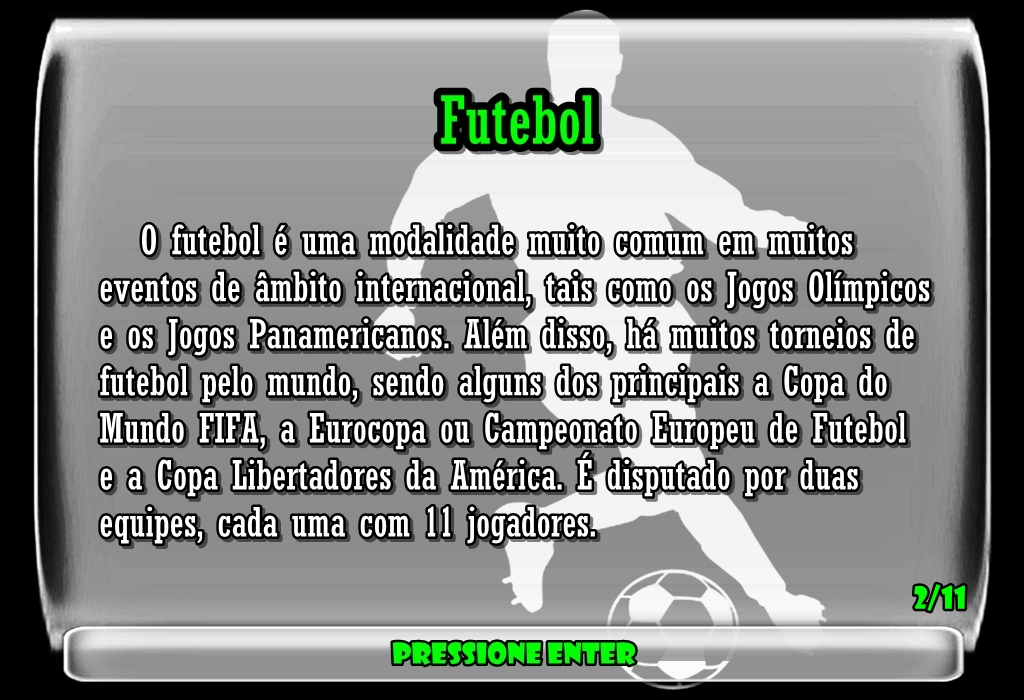 Futebol
O futebol é uma modalidade muito comum em muitos
eventos de âmbito internacional, tais como os Jogos Olímpicos
e os Jogos Panamericanos. Além disso, há muitos torneios de
futebol pelo mundo, sendo alguns dos principais a Copa do
Mundo FIFA, a Eurocopa ou Campeonato Europeu de Futebol
e a Copa Libertadores da América. É disputado por duas
equipes, cada uma com 11 jogadores.
2/11
PRESSIONE ENTER